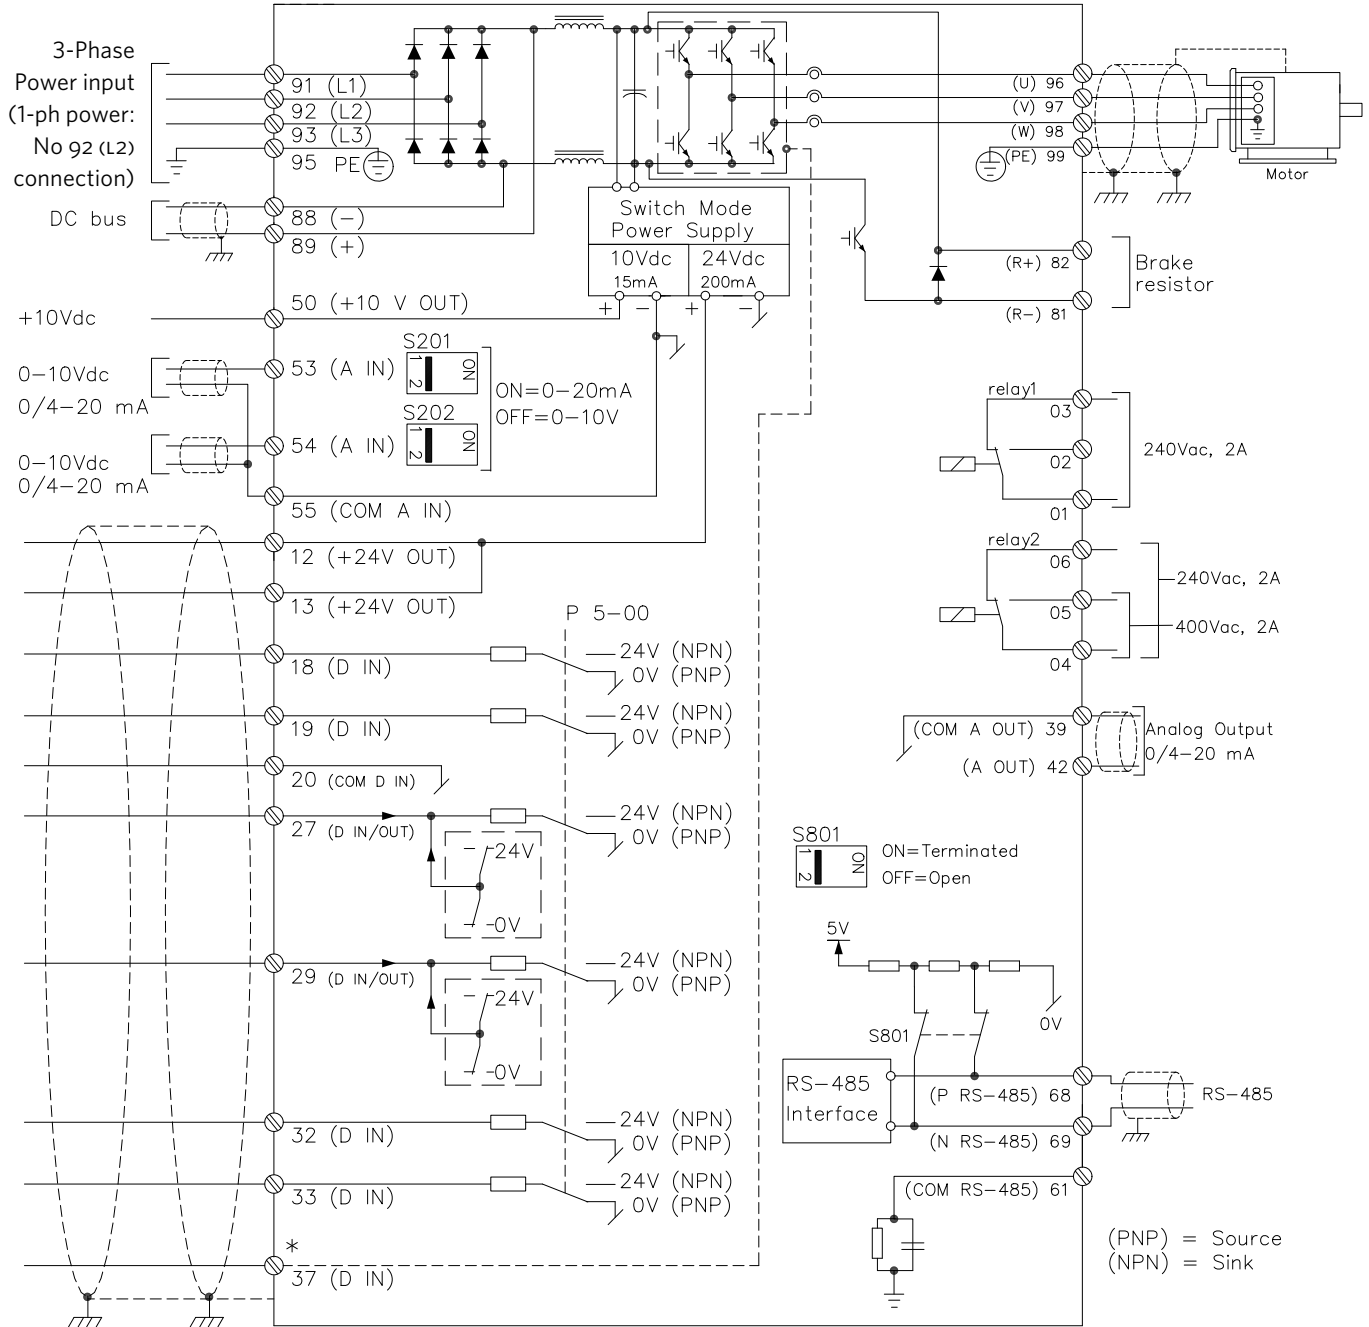 3-Phase
Power input
(1-ph power:
No 92 (L2)
connection)
91 (L1)
92 (L2)
93 (L3)
95 PE
DC bus
88 (-)
89 (+)
+10Vdc
50 (+10 V OUT)
0-10Vdc
0/4-20 mA
53 (A IN)
S201
1 2 ON
ON=0-20mA
OFF=0-10V
S202
1 2 ON
0-10Vdc
0/4-20 mA
54 (A IN)
55 (COM A IN)
12 (+24V OUT)
13 (+24V OUT)
P 5-00
18 (D IN)
24V (NPN)
0V (PNP)
19 (D IN)
24V (NPN)
0V (PNP)
20 (COM D IN)
27 (D IN/OUT)
24V (NPN)
0V (PNP)
24V
0V
29 (D IN/OUT)
24V (NPN)
0V (PNP)
24V
0V
32 (D IN)
24V (NPN)
0V (PNP)
33 (D IN)
24V (NPN)
0V (PNP)
*
37 (D IN)
Switch Mode
Power Supply
10Vdc
15mA
24Vdc
200mA
+ - + -
(U) 96
(V) 97
(W) 98
(PE) 99
Motor
(R+) 82
Brake
resistor
(R-) 81
relay1
03
02
01
240Vac, 2A
relay2
06
05
04
240Vac, 2A
400Vac, 2A
(COM A OUT) 39
(A OUT) 42
Analog Output
0/4-20 mA
S801
1 2 ON
ON=Terminated
OFF=Open
5V
0V
S801
RS-485
Interface
(P RS-485) 68
(N RS-485) 69
RS-485
(COM RS-485) 61
(PNP) = Source
(NPN) = Sink